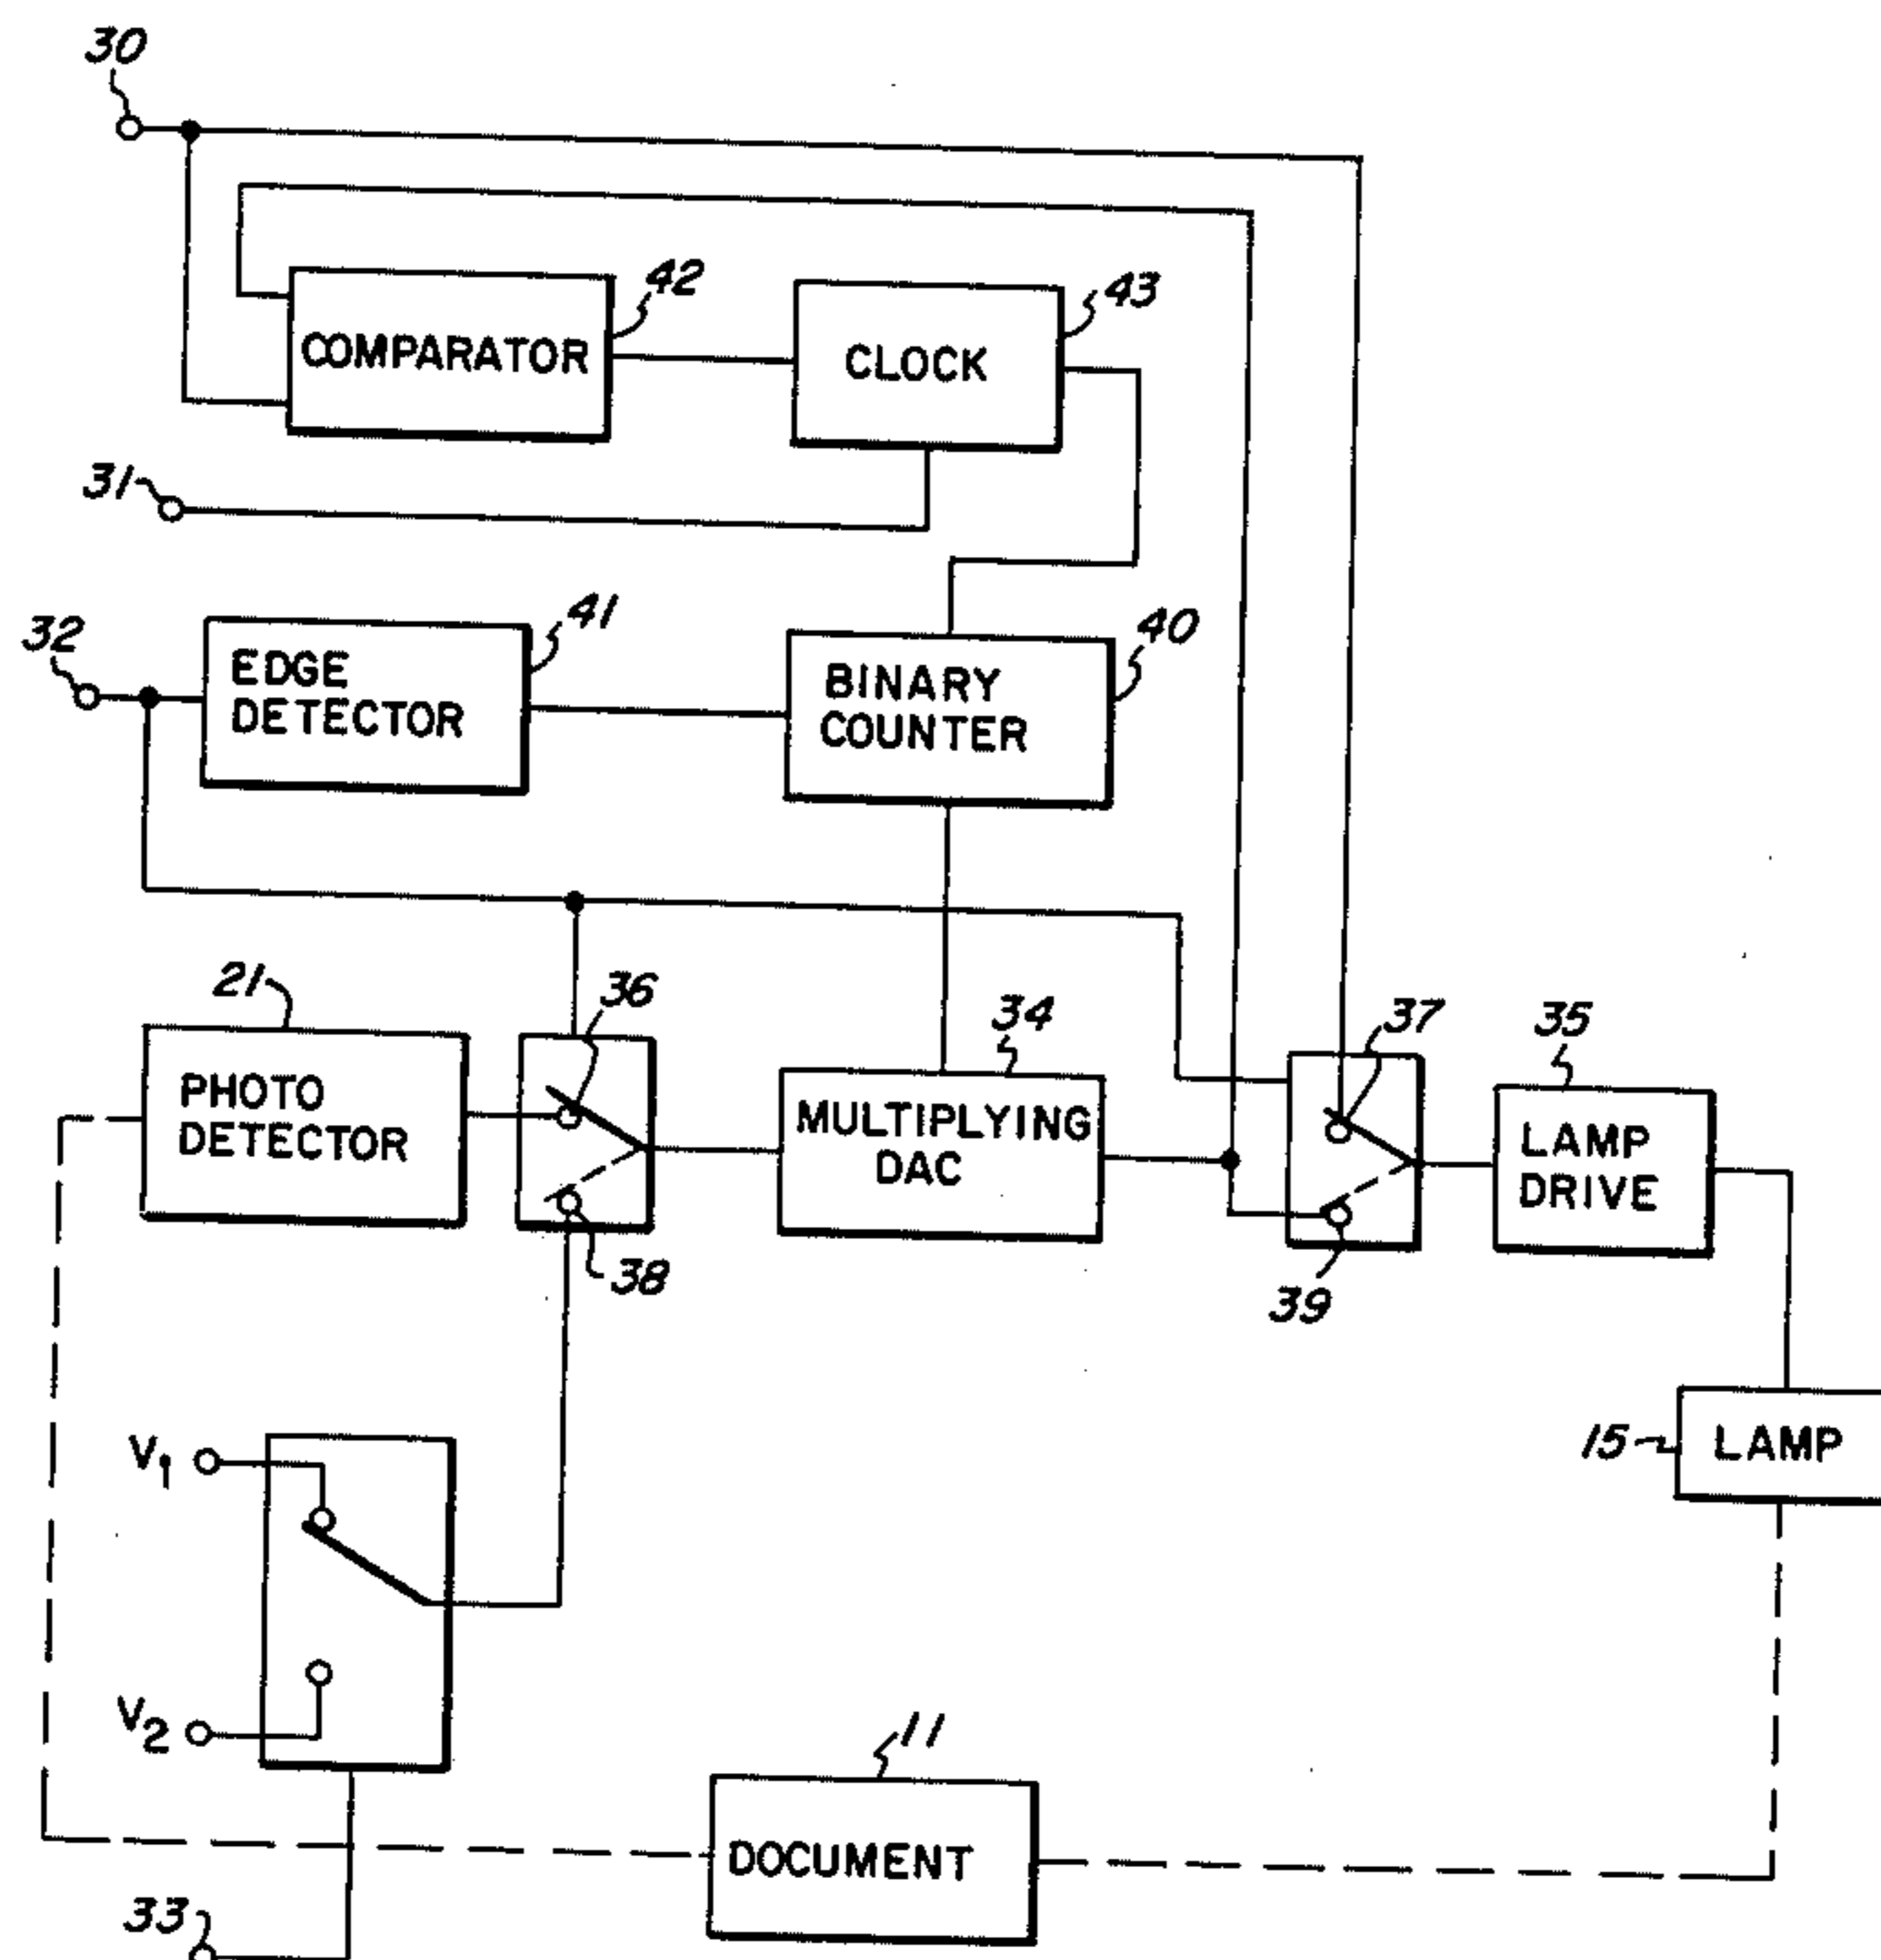 30
42
43
COMPARATOR
CLOCK
31
32
41
40
EDGE
DETECTOR
BINARY
COUNTER
21
36
34
37
35
PHOTO
DETECTOR
MULTIPLYING
DAC
LAMP
DRIVE
38
39
V1
15
LAMP
V2
11
DOCUMENT
33